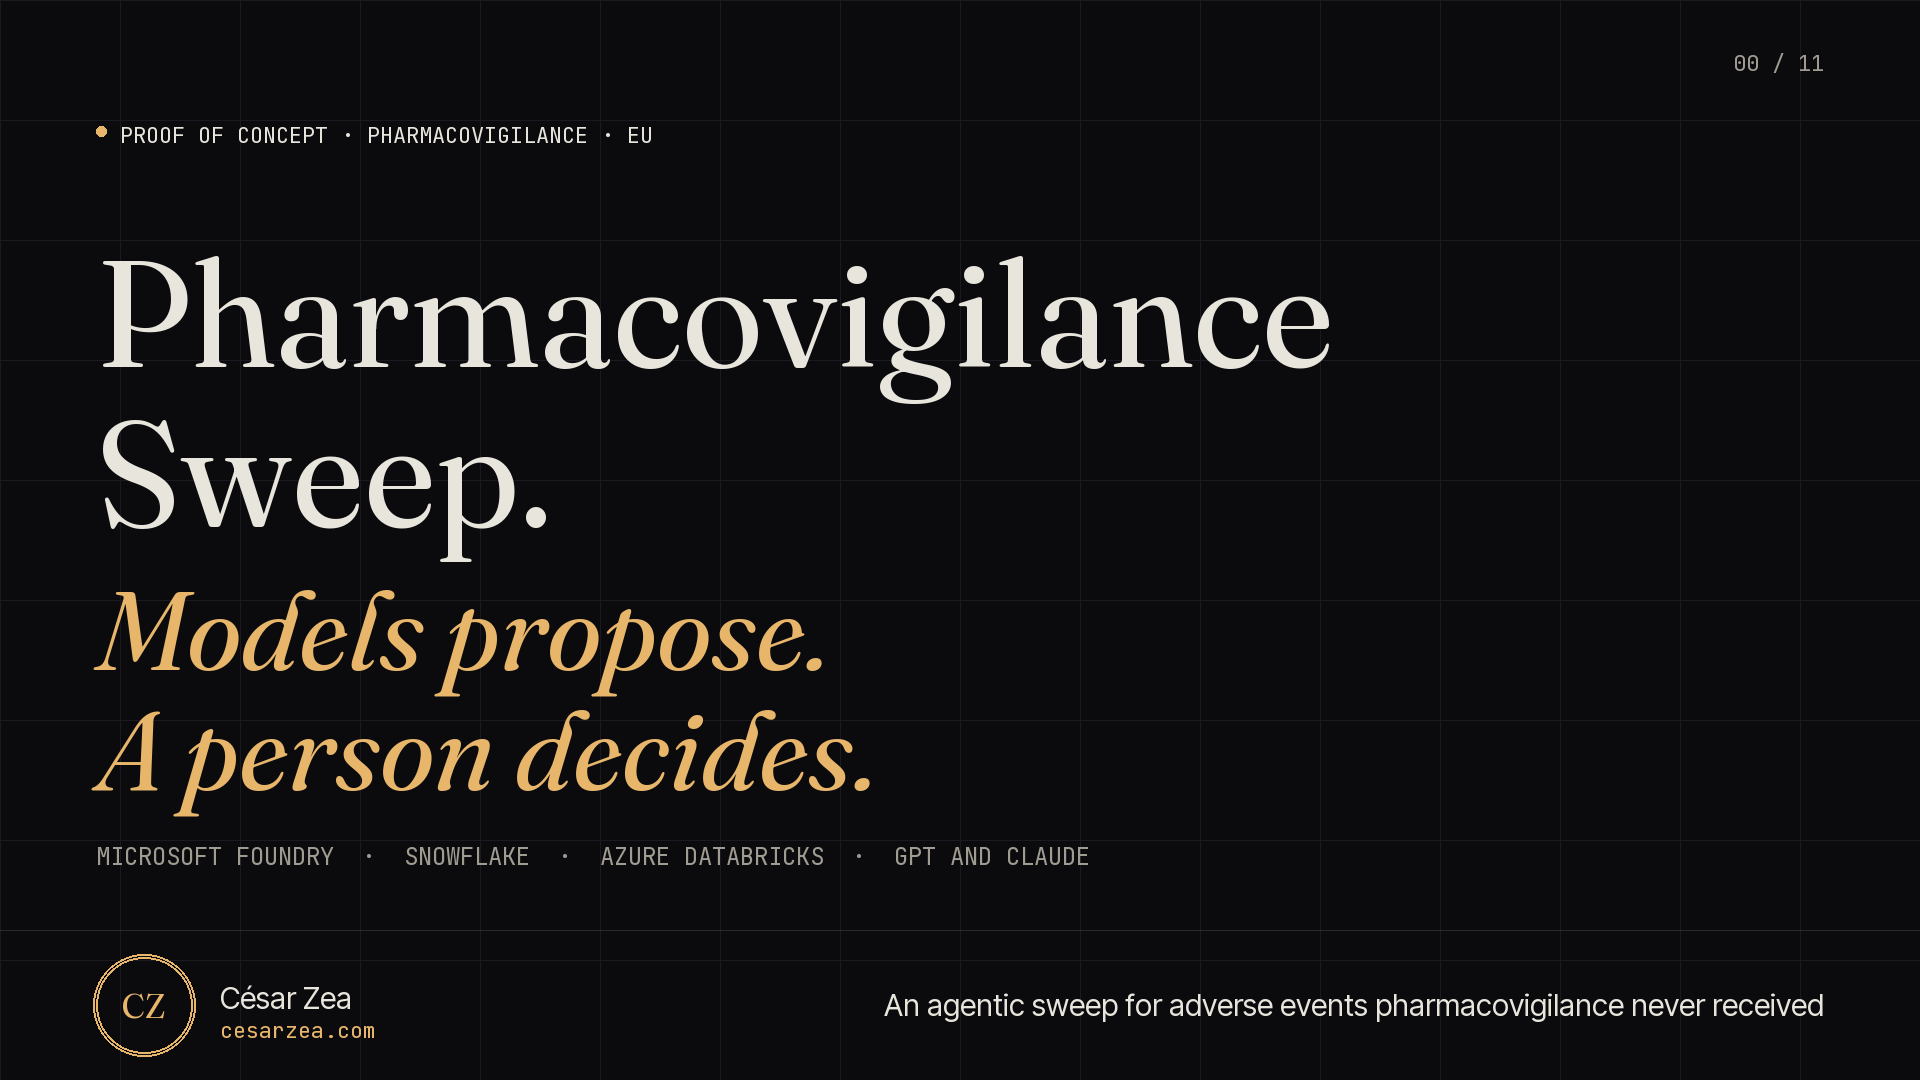 00 / 11
PROOF OF CONCEPT · PHARMACOVIGILANCE · EU
Pharmacovigilance
Sweep.
Models propose.
A person decides.
MICROSOFT FOUNDRY · SNOWFLAKE · AZURE DATABRICKS · GPT AND CLAUDE
CZ
César Zea
cesarzea.com
An agentic sweep for adverse events pharmacovigilance never received